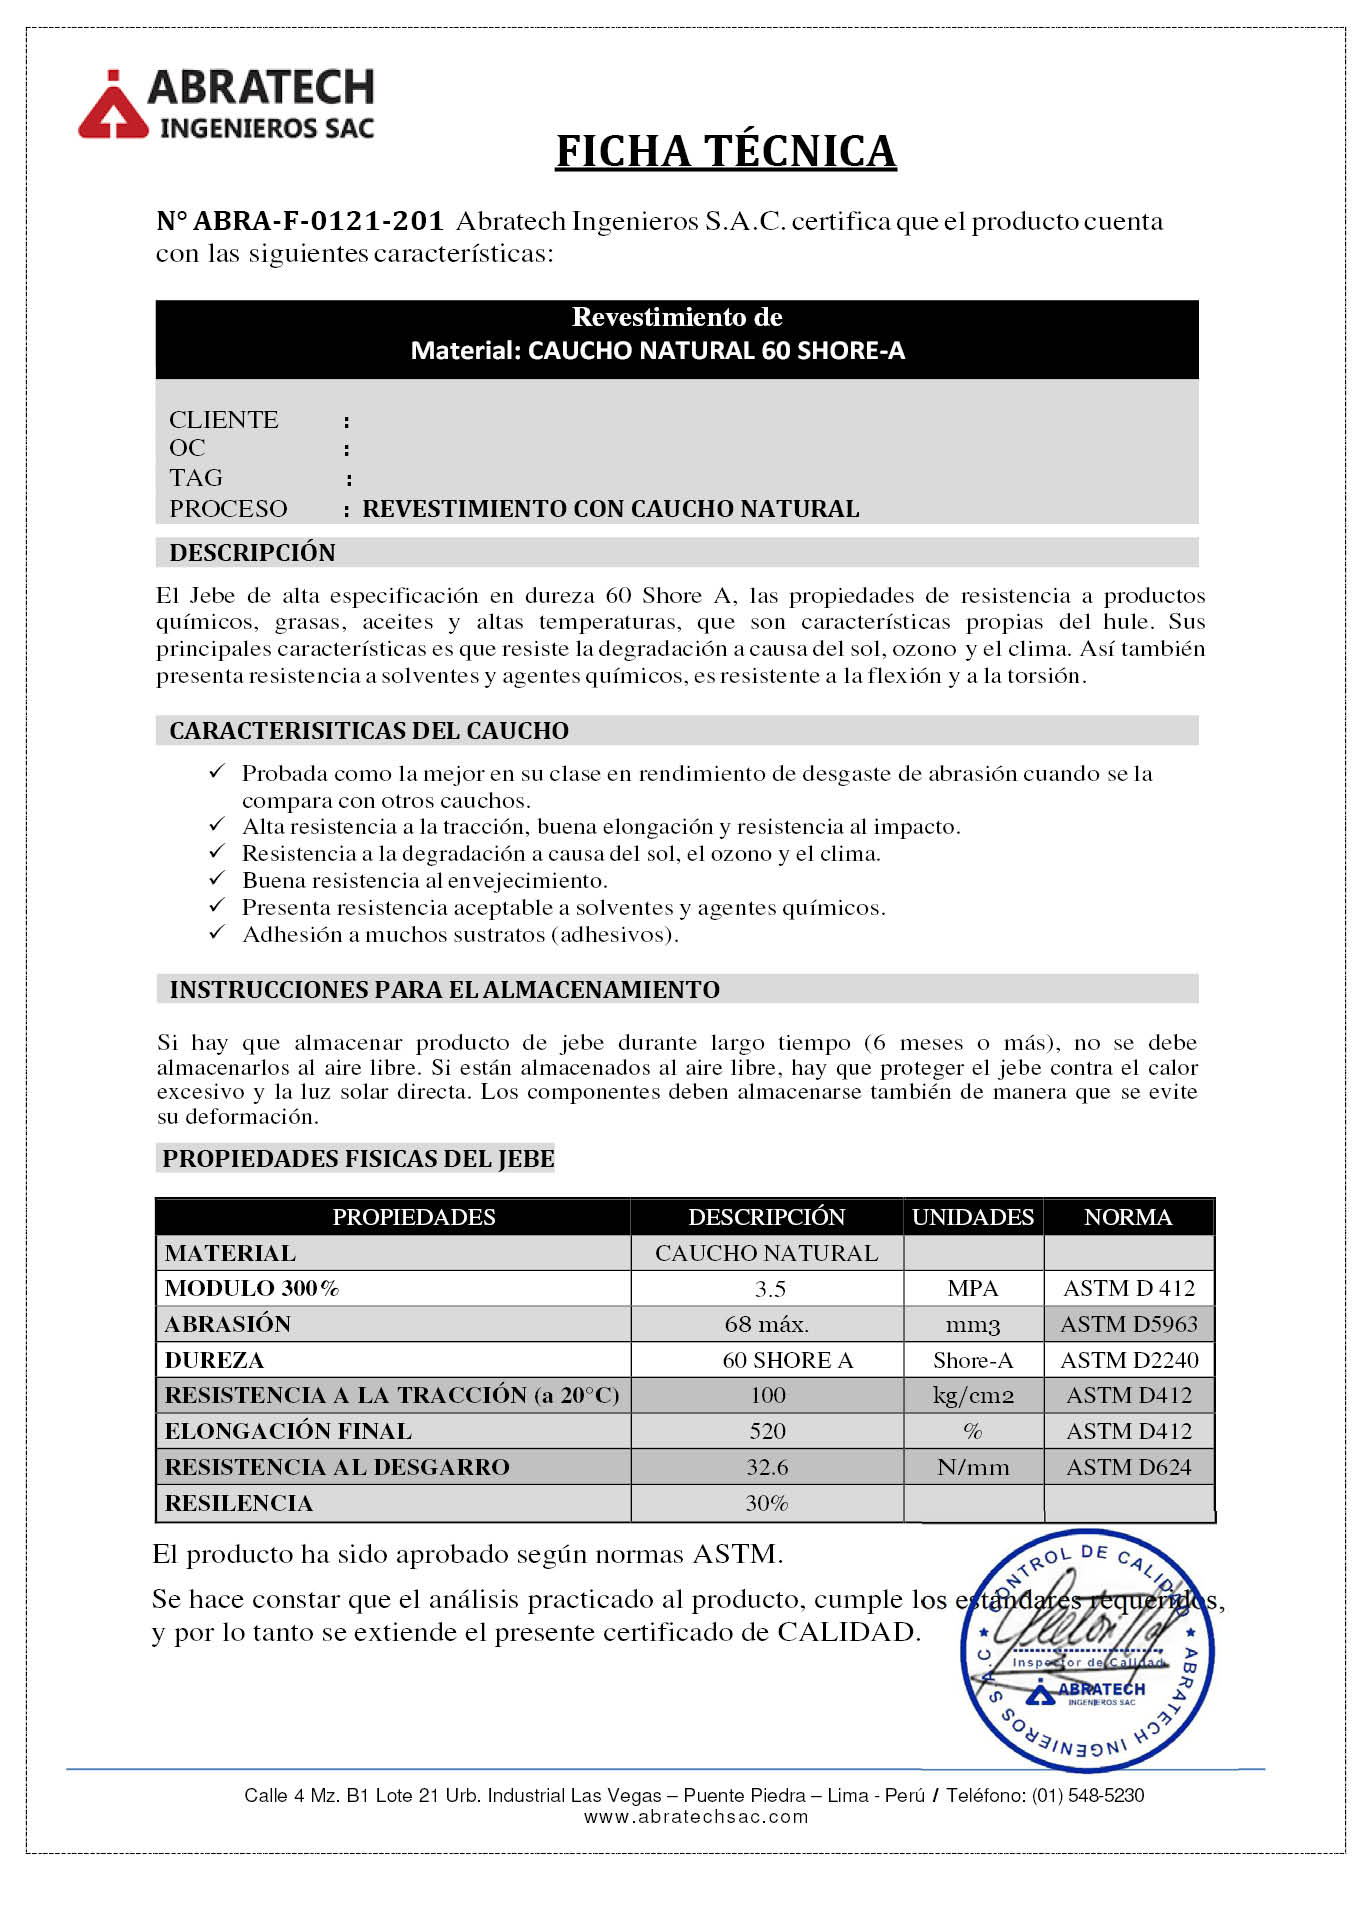 ABRATECH
INGENIEROS SAC
FICHA TÉCNICA
N° ABRA-F-0121-201 Abratech Ingenieros S.A.C. certifica que el producto cuenta
con las siguientes características:
Revestimiento de
Material: CAUCHO NATURAL 60 SHORE-A
CLIENTE :
OC :
TAG :
PROCESO : REVESTIMIENTO CON CAUCHO NATURAL
DESCRIPCIÓN
El Jebe de alta especificación en dureza 60 Shore A, las propiedades de resistencia a productos
químicos, grasas, aceites y altas temperaturas, que son características propias del hule. Sus
principales características es que resiste la degradación a causa del sol, ozono y el clima. Así también
presenta resistencia a solventes y agentes químicos, es resistente a la flexión y a la torsión.
CARACTERISITICAS DEL CAUCHO
✓ Probada como la mejor en su clase en rendimiento de desgaste de abrasión cuando se la
compara con otros cauchos.
✓ Alta resistencia a la tracción, buena elongación y resistencia al impacto.
✓ Resistencia a la degradación a causa del sol, el ozono y el clima.
✓ Buena resistencia al envejecimiento.
✓ Presenta resistencia aceptable a solventes y agentes químicos.
✓ Adhesión a muchos sustratos (adhesivos).
INSTRUCCIONES PARA EL ALMACENAMIENTO
Si hay que almacenar producto de jebe durante largo tiempo (6 meses o más), no se debe
almacenarlos al aire libre. Si están almacenados al aire libre, hay que proteger el jebe contra el calor
excesivo y la luz solar directa. Los componentes deben almacenarse también de manera que se evite
su deformación.
PROPIEDADES FISICAS DEL JEBE
PROPIEDADES DESCRIPCIÓN UNIDADES NORMA
MATERIAL CAUCHO NATURAL
MODULO 300% 3.5 MPA ASTM D 412
ABRASIÓN 68 máx. mm3 ASTM D5963
DUREZA 60 SHORE A Shore-A ASTM D2240
RESISTENCIA A LA TRACCIÓN (a 20°C) 100 kg/cm2 ASTM D412
ELONGACIÓN FINAL 520 % ASTM D412
RESISTENCIA AL DESGARRO 32.6 N/mm ASTM D624
RESILENCIA 30%
El producto ha sido aprobado según normas ASTM.
Se hace constar que el análisis practicado al producto, cumple los estándares requeridos,
y por lo tanto se extiende el presente certificado de CALIDAD.
CONTROL DE CALIDAD
ABRATECH INGENIEROS S.A.C
Inspector de Calidad
ABRATECH
INGENIEROS SAC
Calle 4 Mz. B1 Lote 21 Urb. Industrial Las Vegas – Puente Piedra – Lima - Perú / Teléfono: (01) 548-5230
www.abratechsac.com